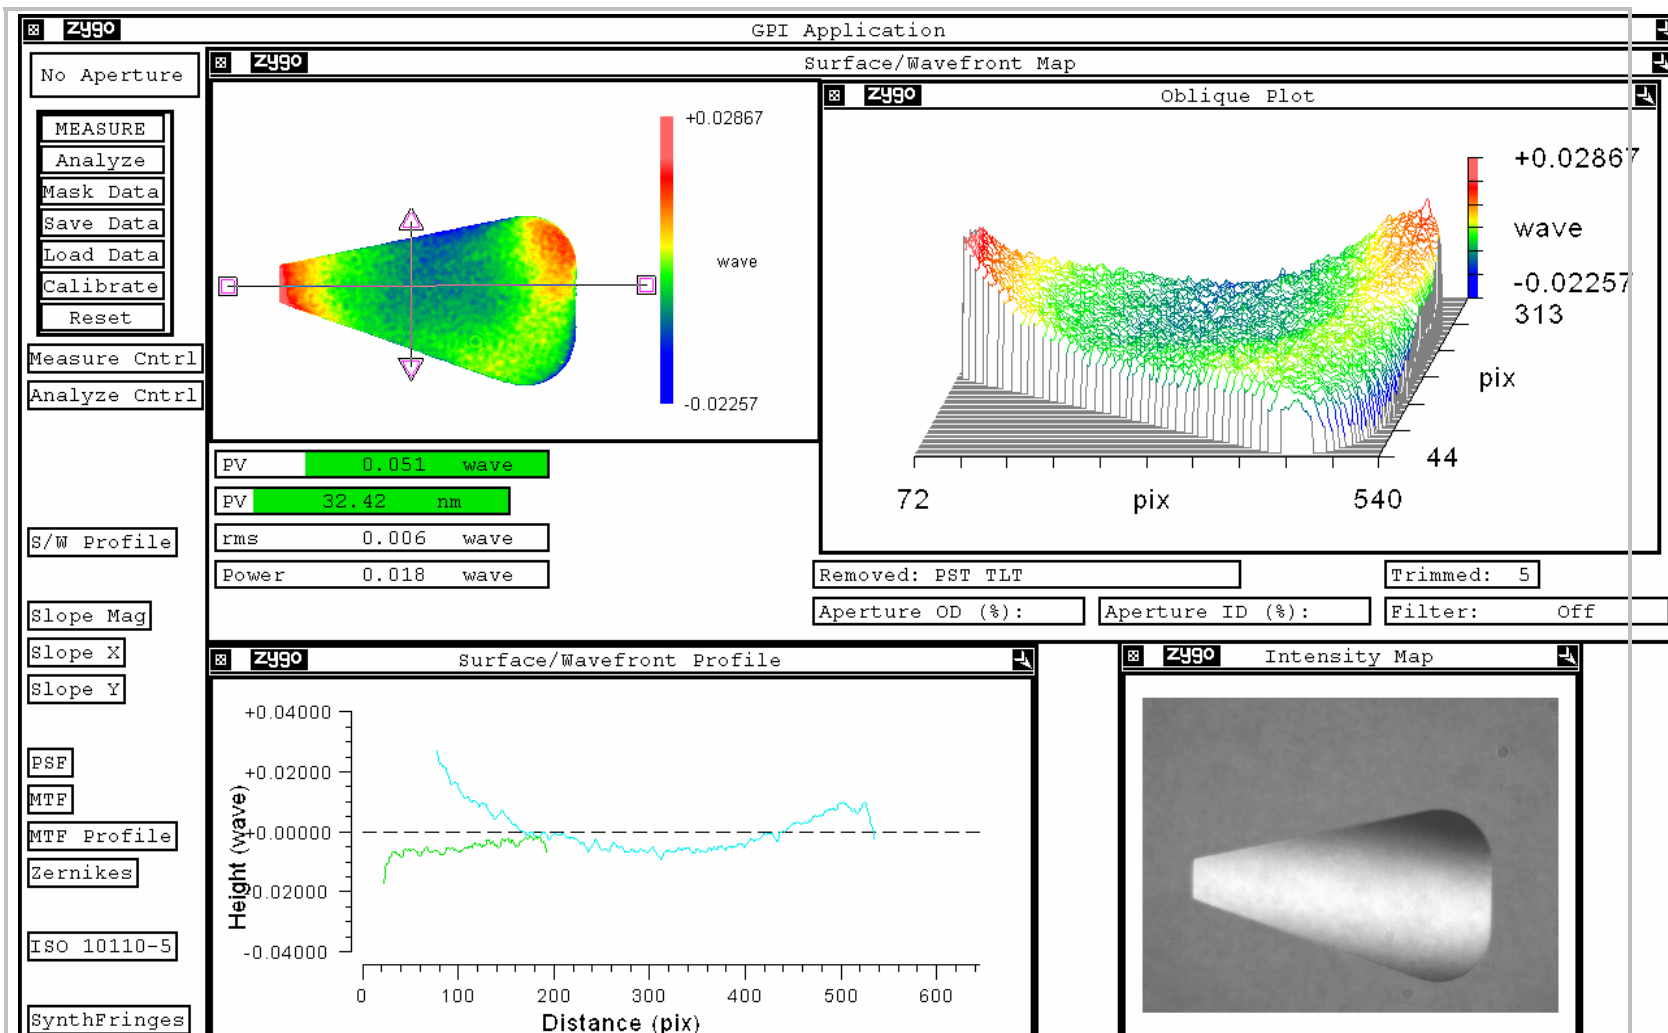 zygo GPI Application
No Aperture
MEASURE
Analyze
Mask Data
Save Data
Load Data
Calibrate
Reset
Measure Cntrl
Analyze Cntrl
S/W Profile
Slope Mag
Slope X
Slope Y
PSF
MTF
MTF Profile
Zernikes
ISO 10110-5
SynthFringes
zygo Surface/Wavefront Map
+0.02867
wave
-0.02257
zygo Oblique Plot
+0.02867
wave
-0.02257
313
pix
44
72 pix 540
PV 0.051 wave
PV 32.42 nm
rms 0.006 wave
Power 0.018 wave
Removed: PST TLT
Trimmed: 5
Aperture OD (%):
Aperture ID (%):
Filter: Off
zygo Surface/Wavefront Profile
+0.04000
+0.02000
+0.00000
-0.02000
-0.04000
Height (wave)
0 100 200 300 400 500 600
Distance (pix)
zygo Intensity Map